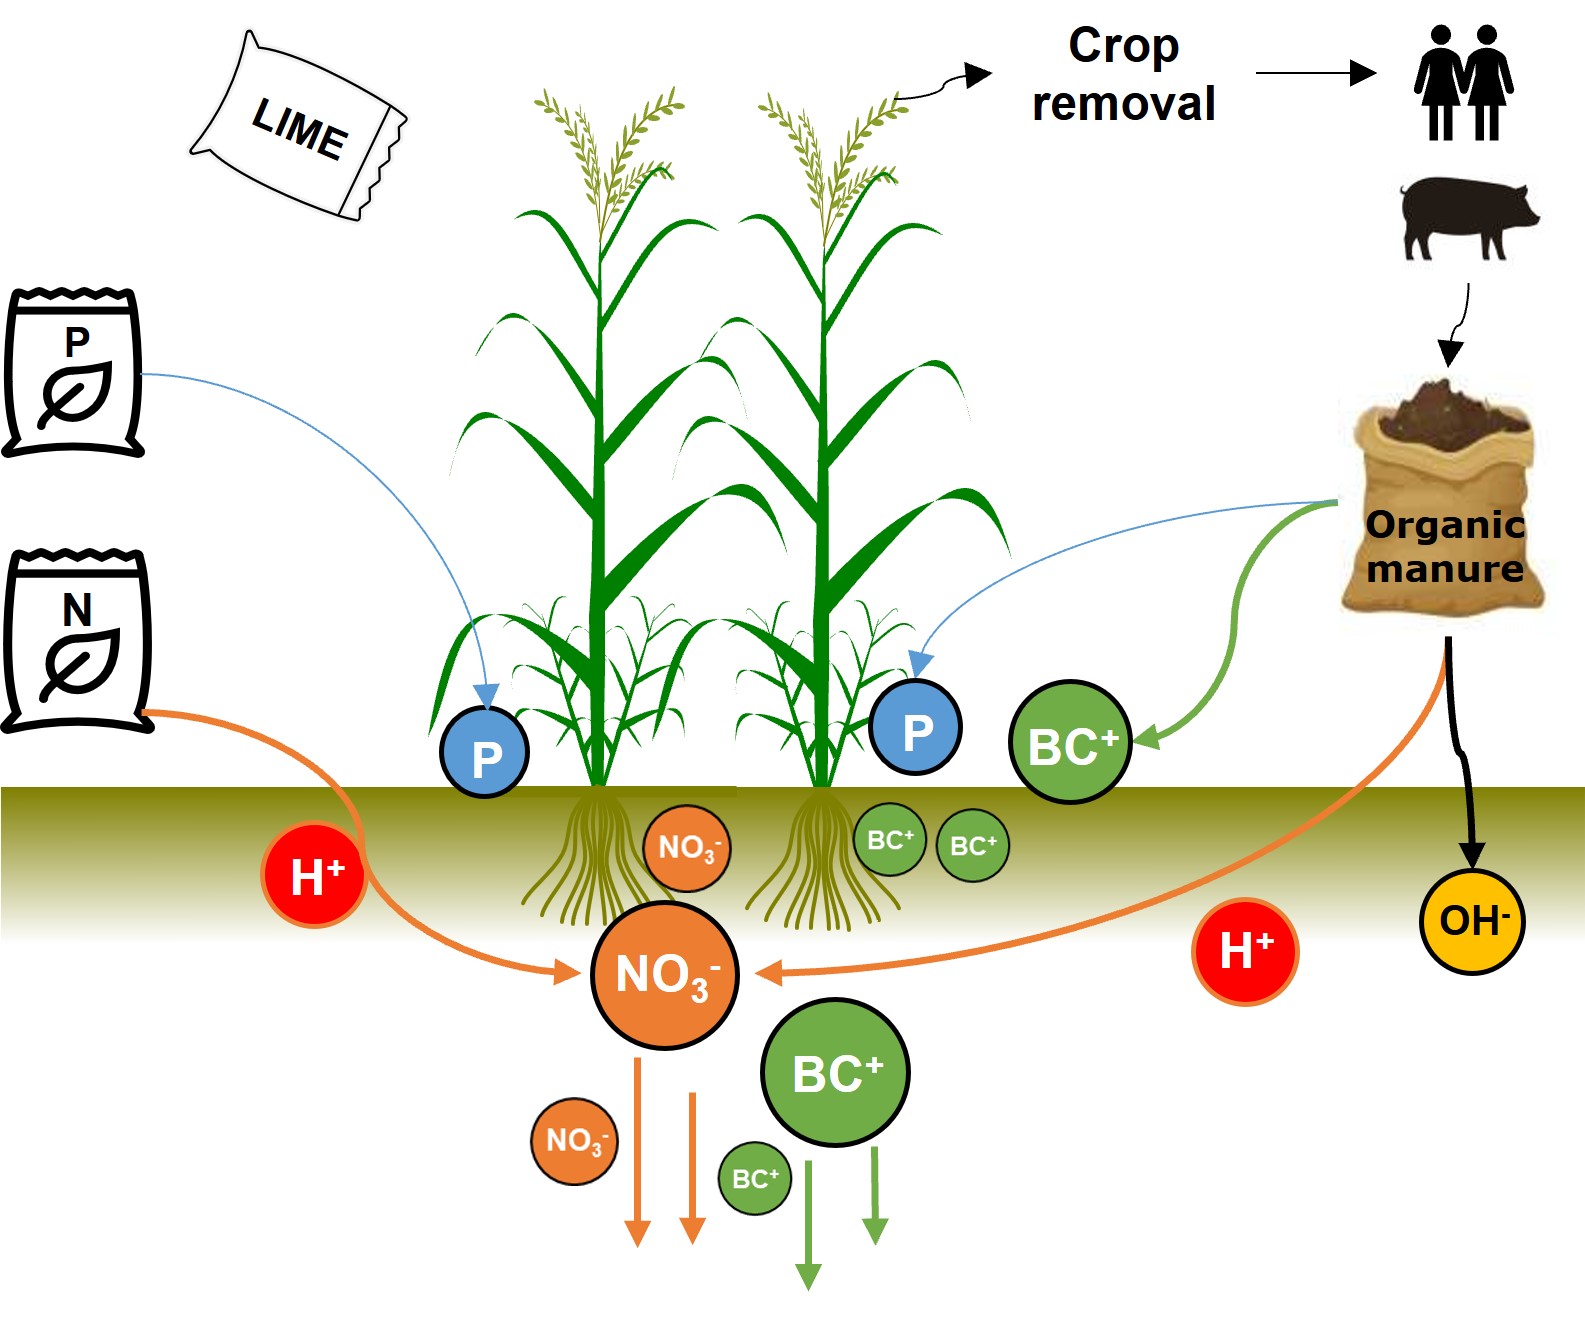 Crop
removal
LIME
P
N
Organic
manure
P
P
BC⁺
NO₃⁻
BC⁺
BC⁺
H⁺
OH⁻
H⁺
NO₃⁻
BC⁺
NO₃⁻
BC⁺